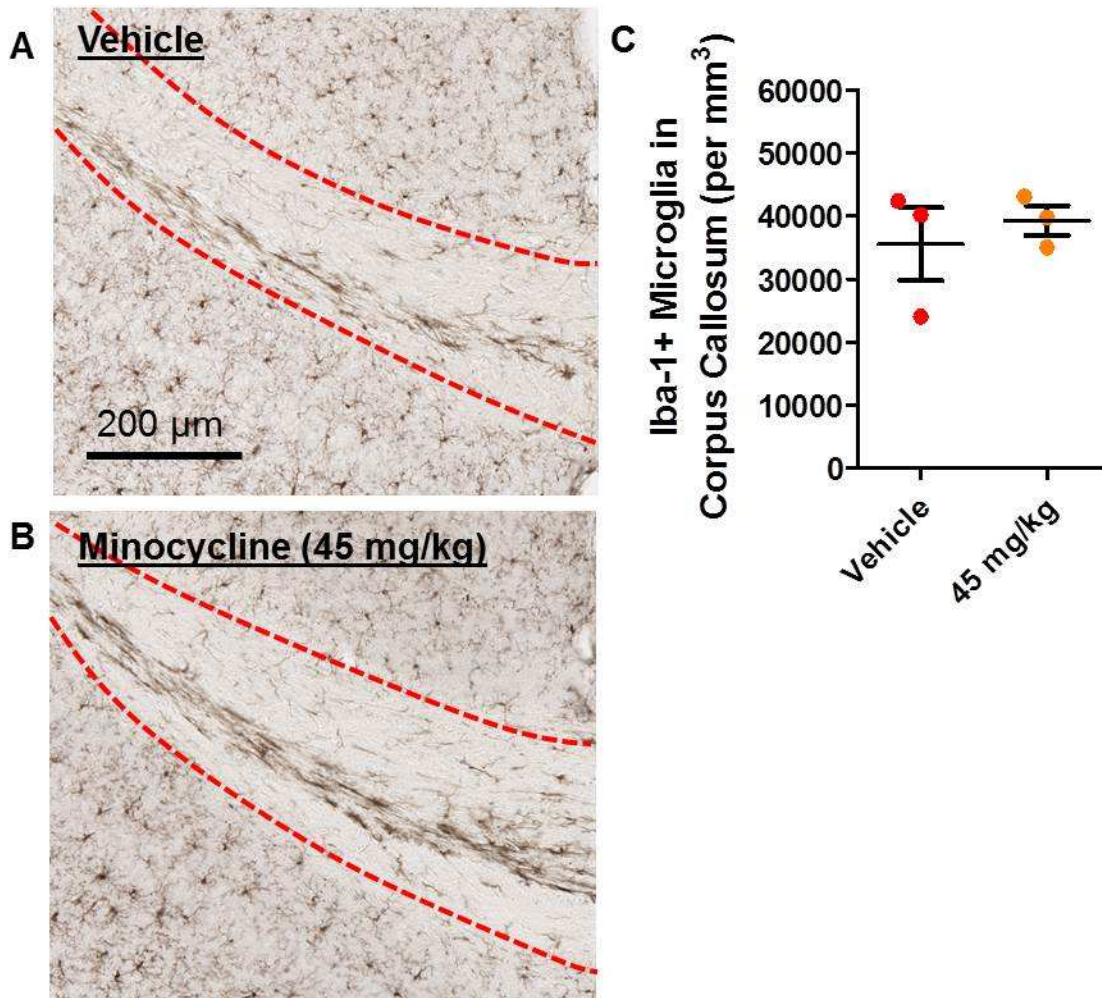 A
Vehicle
200 µm
B
Minocycline (45 mg/kg)
C
Iba-1+ Microglia in
Corpus Callosum (per mm³)
60000
50000
40000
30000
20000
10000
0
Vehicle
45 mg/kg